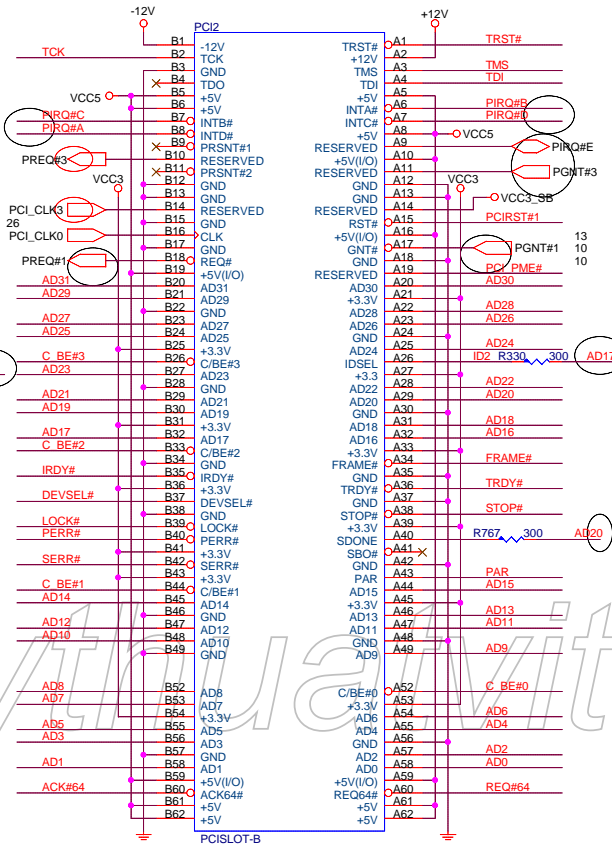 -12V +12V
PCI2
B1 -12V TRST# A1 TRST#
TCK B2 TCK +12V A2
B3 GND TMS A3 TMS
B4 TDO TDI A4 TDI
VCC5 B5 +5V +5V A5
B6 +5V INTA# A6 PIRQ#B
PIRQ#C B7 INTB# INTC# A7 PIRQ#D
PIRQ#A B8 INTD# +5V A8 VCC5
B9 PRSNT#1 RESERVED A9 PIRQ#E
PREQ#3 B10 RESERVED +5V(I/O) A10
B11 PRSNT#2 RESERVED A11 PGNT#3
VCC3 B12 GND GND A12 VCC3
B13 GND GND A13
PCI_CLK3 B14 RESERVED RESERVED A14 VCC3_SB
26
B15 GND RST# A15 PCIRST#1
PCI_CLK0 B16 CLK +5V(I/O) A16
B17 GND GNT# A17 PGNT#1
13
10
10
PREQ#1 B18 REQ# GND A18
B19 +5V(I/O) RESERVED A19 PCI_PME#
AD31 B20 AD31 AD30 A20 AD30
AD29 B21 AD29 +3.3V A21
B22 GND AD28 A22 AD28
AD27 B23 AD27 AD26 A23 AD26
AD25 B24 AD25 GND A24
B25 +3.3V AD24 A25 AD24
C_BE#3 B26 C/BE#3 IDSEL A26 ID2 R330 300 AD17
AD23 B27 AD23 +3.3 A27
B28 GND AD22 A28 AD22
AD21 B29 AD21 AD20 A29 AD20
AD19 B30 AD19 GND A30
B31 +3.3V AD18 A31 AD18
AD17 B32 AD17 AD16 A32 AD16
C_BE#2 B33 C/BE#2 +3.3V A33
B34 GND FRAME# A34 FRAME#
IRDY# B35 IRDY# GND A35
B36 +3.3V TRDY# A36 TRDY#
DEVSEL# B37 DEVSEL# GND A37
B38 GND STOP# A38 STOP#
LOCK# B39 LOCK# +3.3V A39
PERR# B40 PERR# SDONE A40 R767 300 AD20
B41 +3.3V SBO# A41
SERR# B42 SERR# GND A42
B43 +3.3V PAR A43 PAR
C_BE#1 B44 C/BE#1 AD15 A44 AD15
AD14 B45 AD14 +3.3V A45
B46 GND AD13 A46 AD13
AD12 B47 AD12 AD11 A47 AD11
AD10 B48 AD10 GND A48
B49 GND AD9 A49 AD9
AD8 B52 AD8 C/BE#0 A52 C_BE#0
AD7 B53 AD7 +3.3V A53
B54 +3.3V AD6 A54 AD6
AD5 B55 AD5 AD4 A55 AD4
AD3 B56 AD3 GND A56
B57 GND AD2 A57 AD2
AD1 B58 AD1 AD0 A58 AD0
B59 +5V(I/O) +5V(I/O) A59
ACK#64 B60 ACK64# REQ64# A60 REQ#64
B61 +5V +5V A61
B62 +5V +5V A62
PCISLOT-B
ythuatvit